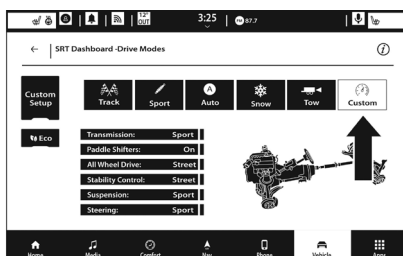 12° OUT
3:25
FM 87.7
SRT Dashboard -Drive Modes
Custom Setup
Track
Sport
Auto
Snow
Tow
Custom
Eco
Transmission: Sport
Paddle Shifters: On
All Wheel Drive: Street
Stability Control: Street
Suspension: Sport
Steering: Sport
Home
Media
Comfort
Nav
Phone
Vehicle
Apps